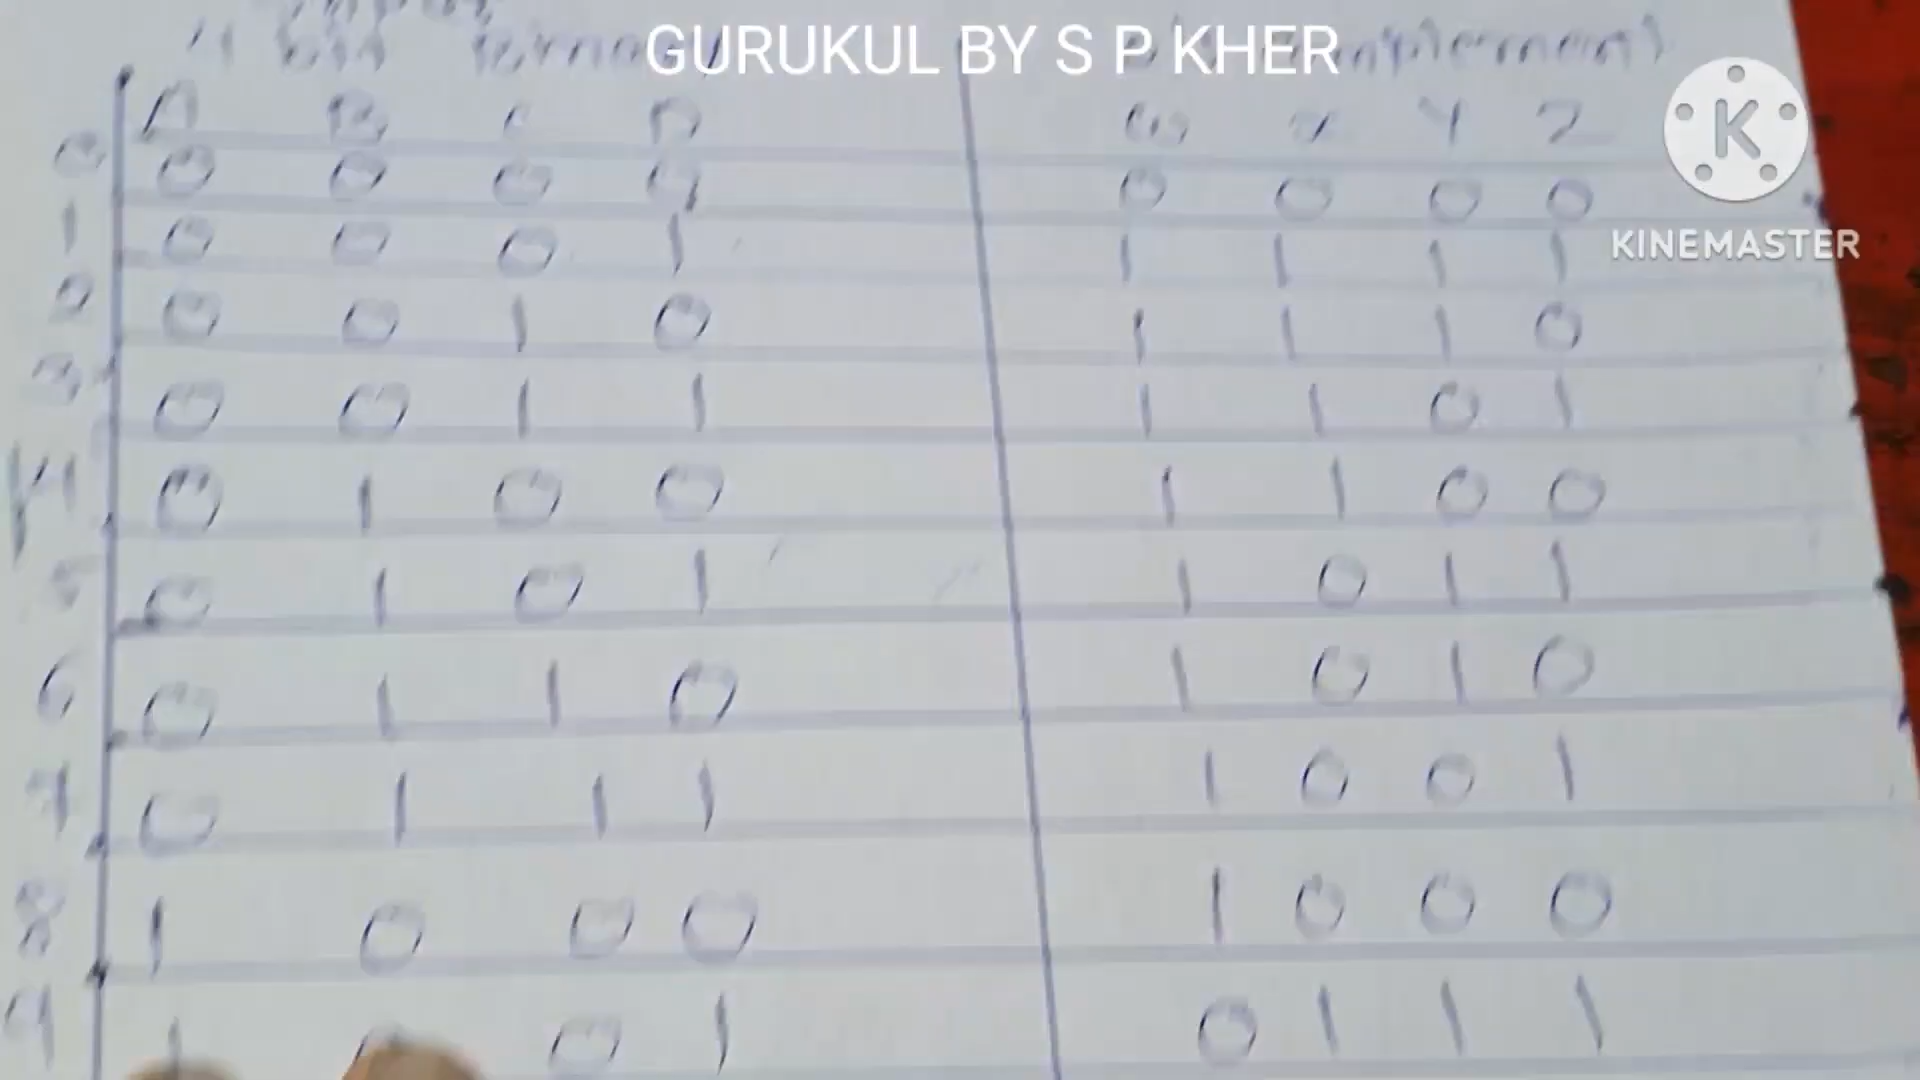 GURUKUL BY S P KHER
4 bit
A B C D W X Y Z
0 0 0 0 0 0 0 0 0
1 0 0 0 1 1 1 1 1
2 0 0 1 0 1 1 1 0
3 0 0 1 1 1 1 0 1
4 0 1 0 0 1 1 0 0
5 0 1 0 1 1 0 1 1
6 0 1 1 0 1 0 1 0
7 0 1 1 1 1 0 0 1
8 1 0 0 0 1 0 0 0
9 1 0 0 1 0 1 1 1
K
KINEMASTER